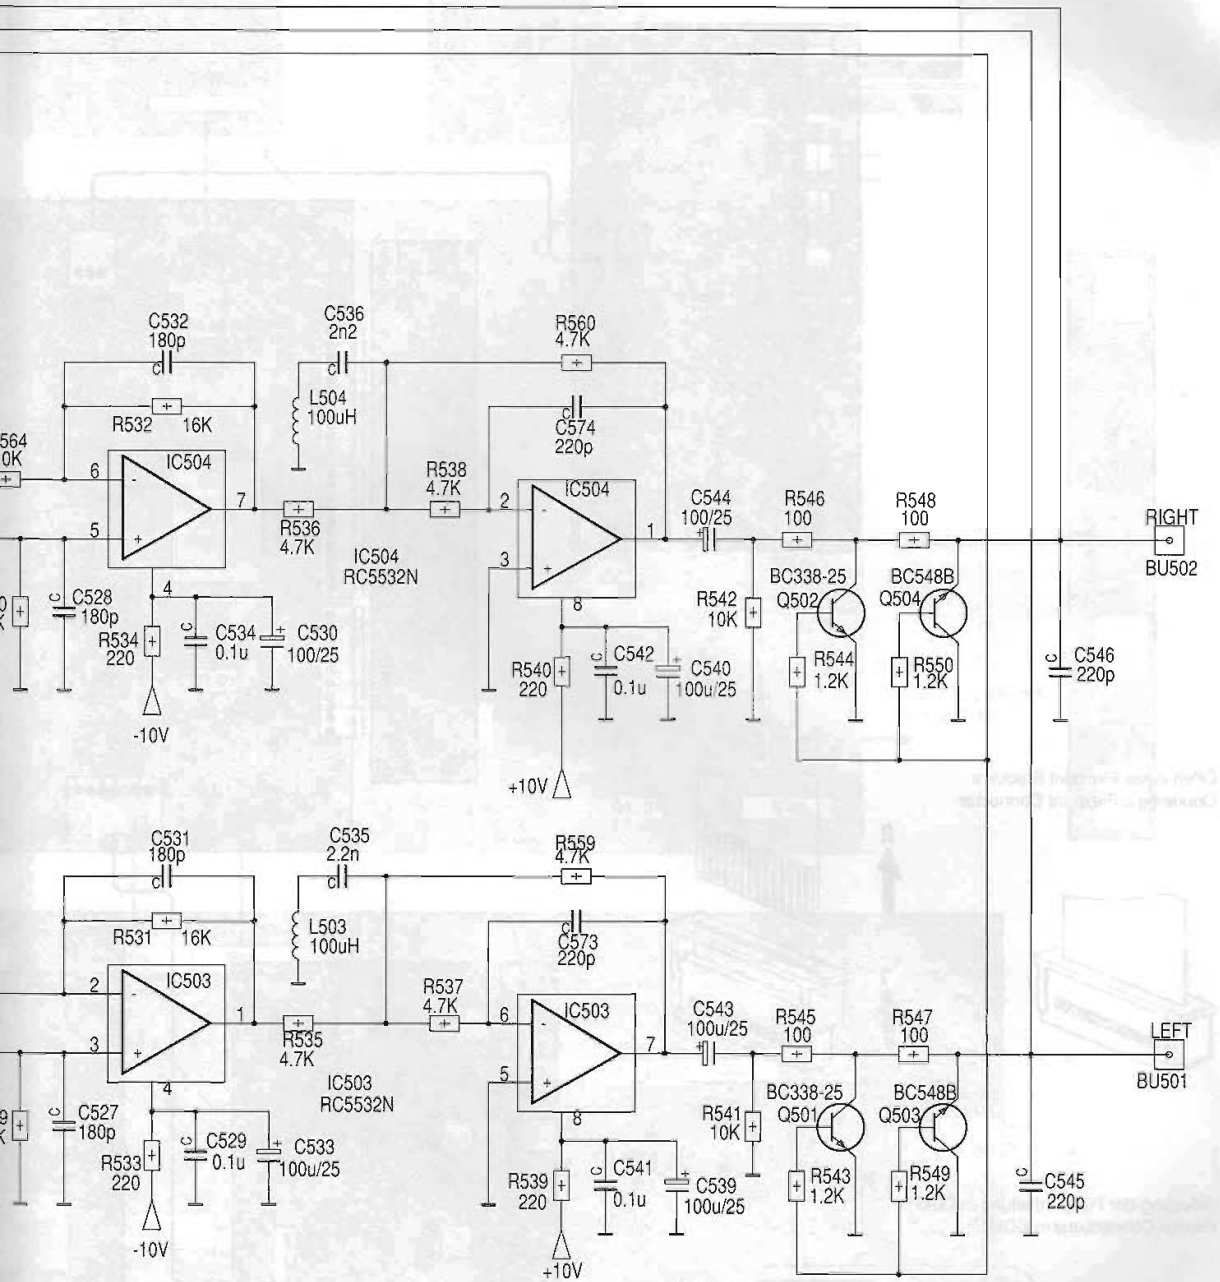 C532
180p
R532 16K
564
0K
6
5
-
+
IC504
7
4
C528
180p
R534
220
C534
0.1u
C530
100/25
-10V
C536
2n2
L504
100uH
R536
4.7K
IC504
RC5532N
R538
4.7K
R560
4.7K
C574
220p
IC504
2
3
-
+
1
8
R540
220
C542
0.1u
C540
100u/25
+10V
C544
100/25
R542
10K
R546
100
R548
100
BC338-25
Q502
BC548B
Q504
R544
1.2K
R550
1.2K
C546
220p
RIGHT
BU502
C531
180p
R531 16K
2
3
-
+
IC503
1
4
C527
180p
R533
220
C529
0.1u
C533
100u/25
-10V
C535
2.2n
L503
100uH
R535
4.7K
IC503
RC5532N
R537
4.7K
R559
4.7K
C573
220p
IC503
6
5
-
+
7
8
R539
220
C541
0.1u
C539
100u/25
+10V
C543
100u/25
R541
10K
R545
100
R547
100
BC338-25
Q501
BC548B
Q503
R543
1.2K
R549
1.2K
C545
220p
LEFT
BU501